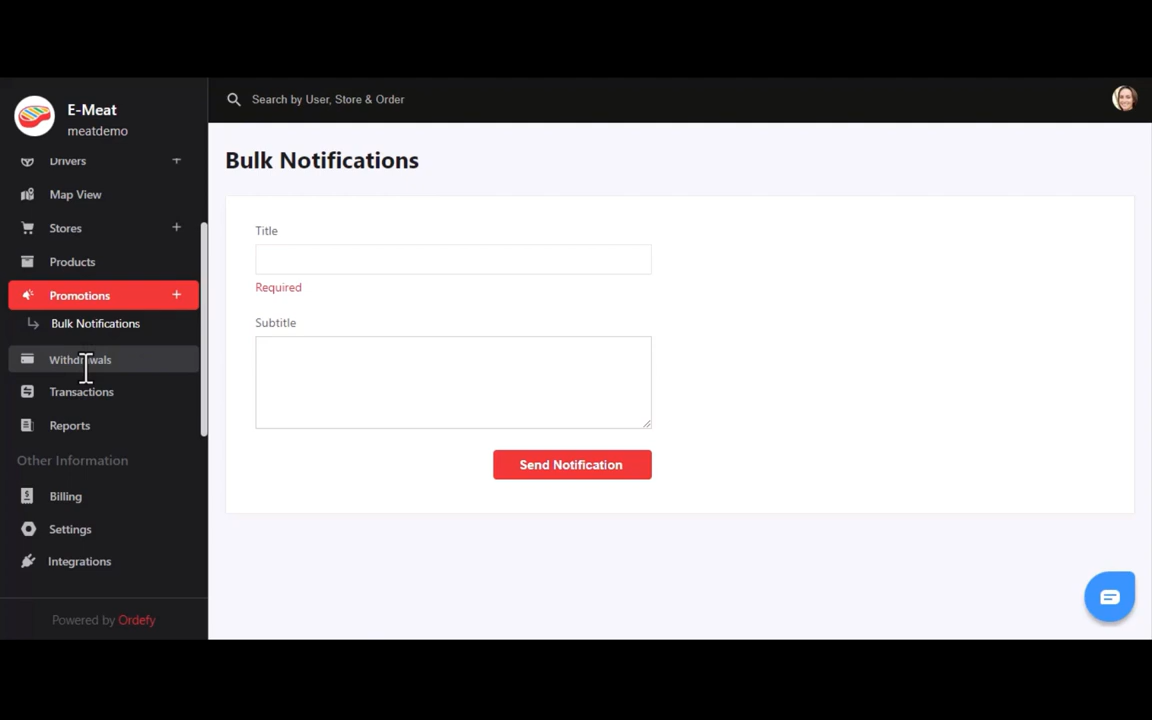 E-Meat
meatdemo
Search by User, Store & Order
Drivers
Map View
Stores
Products
Promotions
Bulk Notifications
Withdrawals
Transactions
Reports
Other Information
Billing
Settings
Integrations
Powered by Ordefy
Bulk Notifications
Title
Required
Subtitle
Send Notification